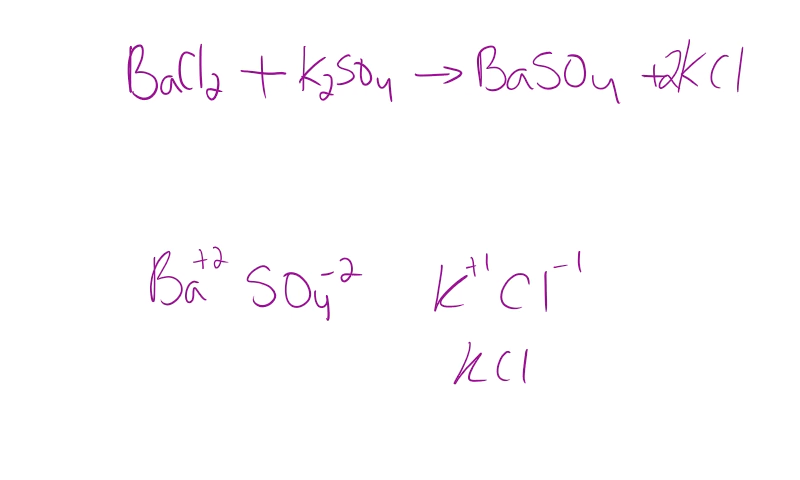 BaCl₂ + K₂SO₄ → BaSO₄ +2KCl
Ba⁺² SO₄⁻² K⁺¹ Cl⁻¹
KCl